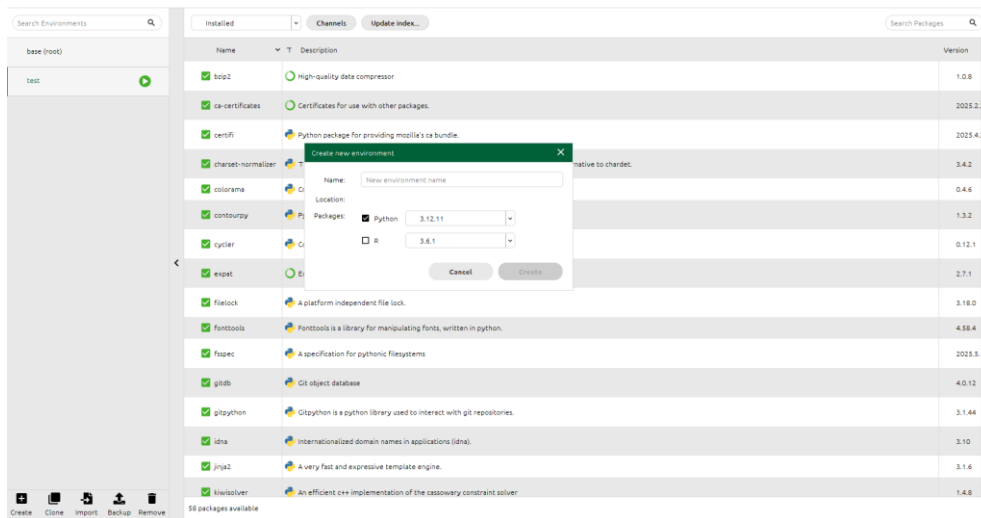 Search Environments
Installed
Channels
Update index...
Search Packages
base (root)
test
Name
T
Description
Version
bzip2
High-quality data compressor
1.0.8
ca-certificates
Certificates for use with other packages.
2025.2.
certifi
Python package for providing mozilla's ca bundle.
2025.4.
charset-normalizer
T
native to chardet.
3.4.2
colorama
0.4.6
contourpy
1.3.2
cycler
0.12.1
expat
2.7.1
Create new environment
Name:
New environment name
Location:
Packages:
Python
3.12.11
R
3.6.1
Cancel
Create
filelock
A platform independent file lock.
3.18.0
fonttools
Fonttools is a library for manipulating fonts, written in python.
4.58.4
fsspec
A specification for pythonic filesystems
2025.5.
gitdb
Git object database
4.0.12
gitpython
Gitpython is a python library used to interact with git repositories.
3.1.44
idna
Internationalized domain names in applications (idna).
3.10
jinja2
A very fast and expressive template engine.
3.1.6
kiwisolver
An efficient c++ implementation of the cassowary constraint solver
1.4.8
Create
Clone
Import
Backup
Remove
58 packages available